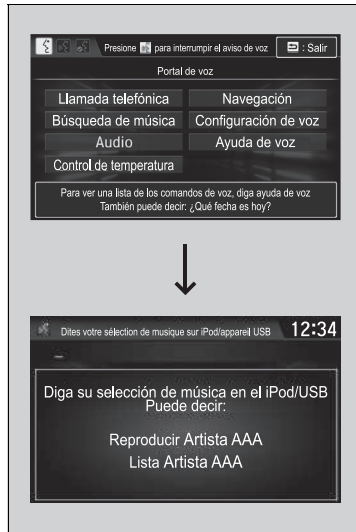 Presione para interrumpir el aviso de voz
: Salir
Portal de voz
Llamada telefónica
Navegación
Búsqueda de música
Configuración de voz
Audio
Ayuda de voz
Control de temperatura
Para ver una lista de los comandos de voz, diga ayuda de voz
También puede decir: ¿Qué fecha es hoy?
Dites votre sélection de musique sur iPod/appareil USB
12:34
Diga su selección de música en el iPod/USB
Puede decir:
Reproducir Artista AAA
Lista Artista AAA